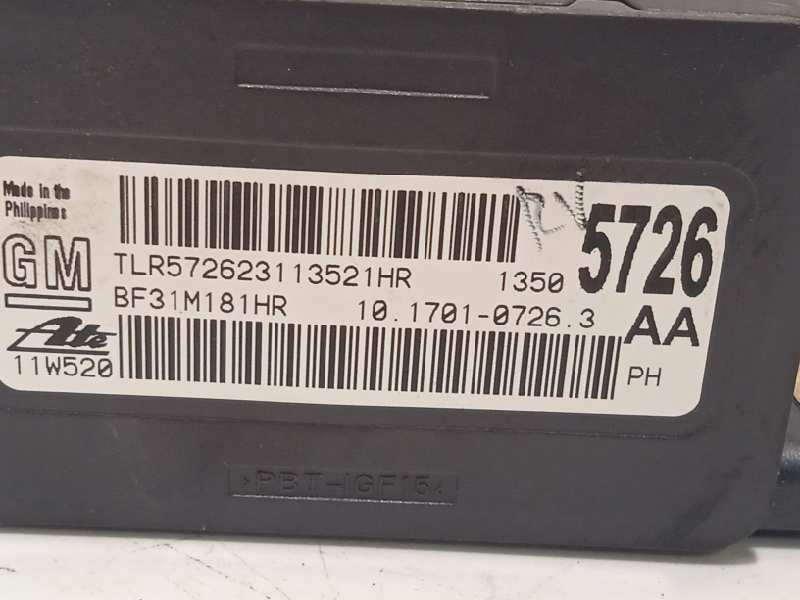 Made in the
Philippines
GM
TLR572623113521HR 1350 5726
BF31M181HR 10.1701-0726.3 AA
Ate
11W520 PH
>PBT-IGF15<